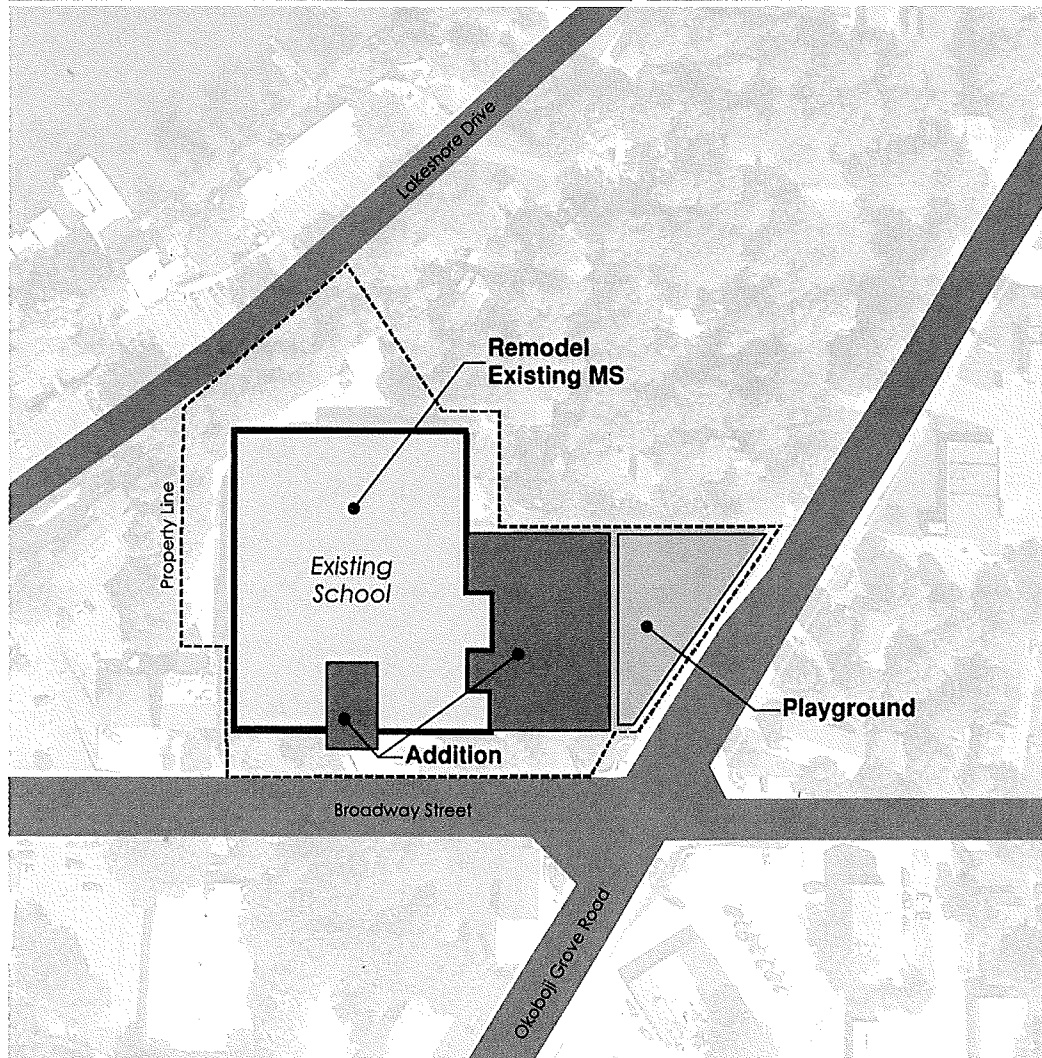 Lakeshore Drive
Remodel
Existing MS
Property Line
Existing
School
Playground
Addition
Broadway Street
Okoboji Grove Road